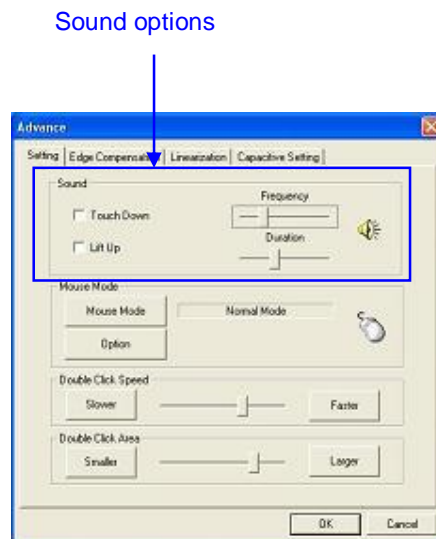 Sound options
Advance
Setting Edge Compensation Linearization Capacitive Setting
Sound
Frequency
Touch Down
Duration
Lift Up
Mouse Mode
Mouse Mode Normal Mode
Option
Double Click Speed
Slower Faster
Double Click Area
Smaller Larger
OK Cancel